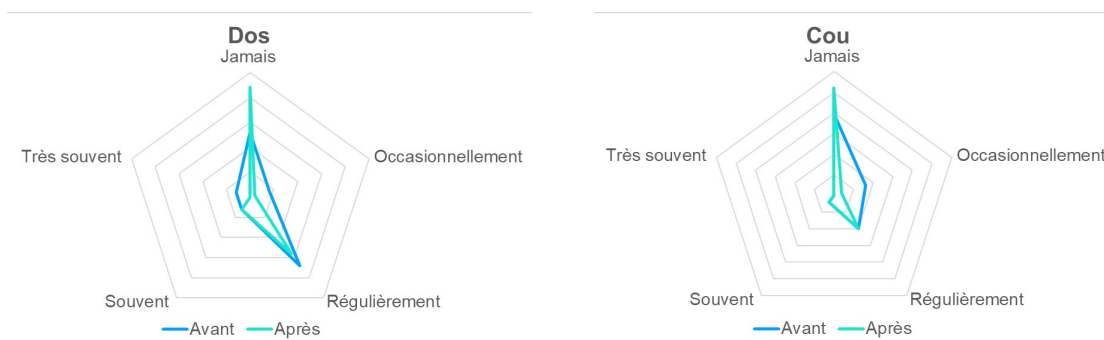 Dos
Jamais
Très souvent
Occasionnellement
Souvent
Régulièrement
Avant
Après
Cou
Jamais
Très souvent
Occasionnellement
Souvent
Régulièrement
Avant
Après